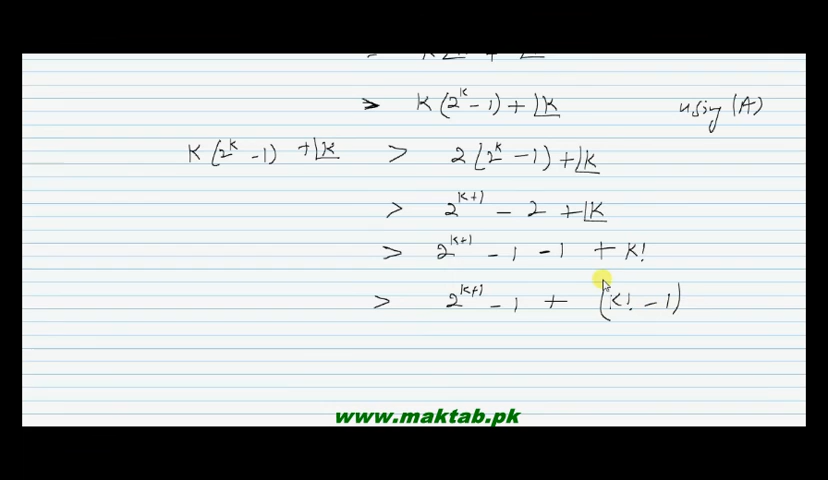 > K(2^k - 1) + ⌊K using (A)
K(2^k - 1) + ⌊K > 2(2^k - 1) + ⌊K
> 2^{k+1} - 2 + ⌊K
> 2^{k+1} - 1 - 1 + K!
> 2^{k+1} - 1 + (K! - 1)
www.maktab.pk